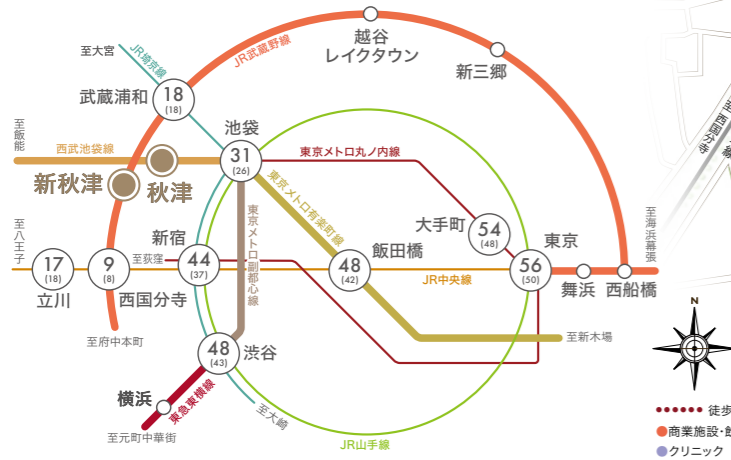 越谷
レイクタウン
新三郷
至大宮
JR埼京線
JR武蔵野線
武蔵浦和
18
(18)
至飯能
西武池袋線
新秋津
秋津
池袋
31
(26)
東京メトロ丸ノ内線
東京メトロ有楽町線
東京メトロ副都心線
大手町
54
(48)
東京
56
(50)
至海浜幕張
舞浜
西船橋
至八王子
17
(18)
立川
9
(8)
西国分寺
至荻窪
新宿
44
(37)
飯田橋
48
(42)
JR中央線
至府中本町
48
(43)
渋谷
至新木場
横浜
東急東横線
至元町中華街
至大崎
JR山手線
至西国分寺
線
N
徒歩
商業施設・飲
クリニック